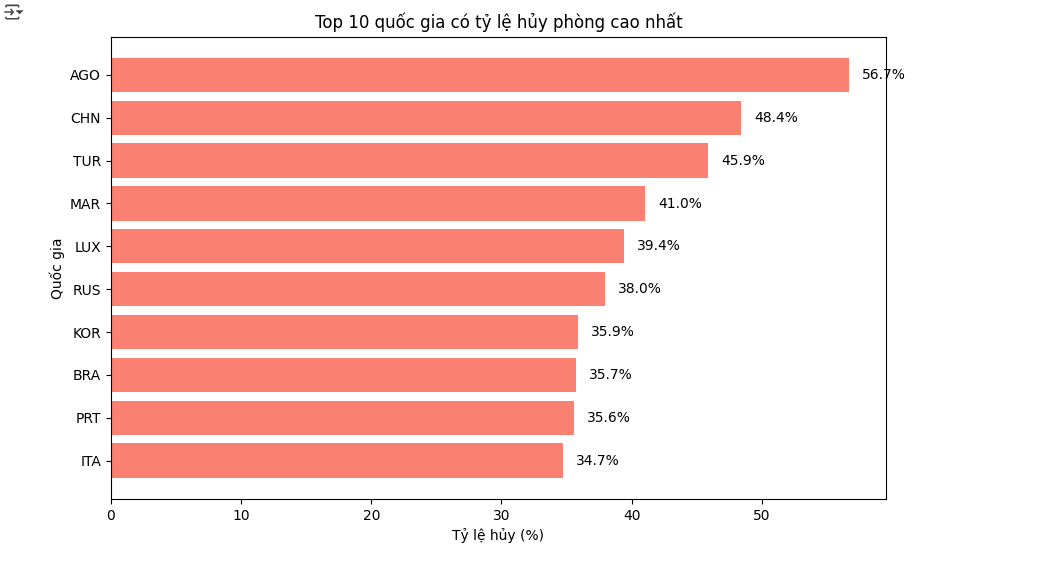 Top 10 quốc gia có tỷ lệ hủy phòng cao nhất
Quốc gia
AGO 56.7%
CHN 48.4%
TUR 45.9%
MAR 41.0%
LUX 39.4%
RUS 38.0%
KOR 35.9%
BRA 35.7%
PRT 35.6%
ITA 34.7%
0 10 20 30 40 50
Tỷ lệ hủy (%)